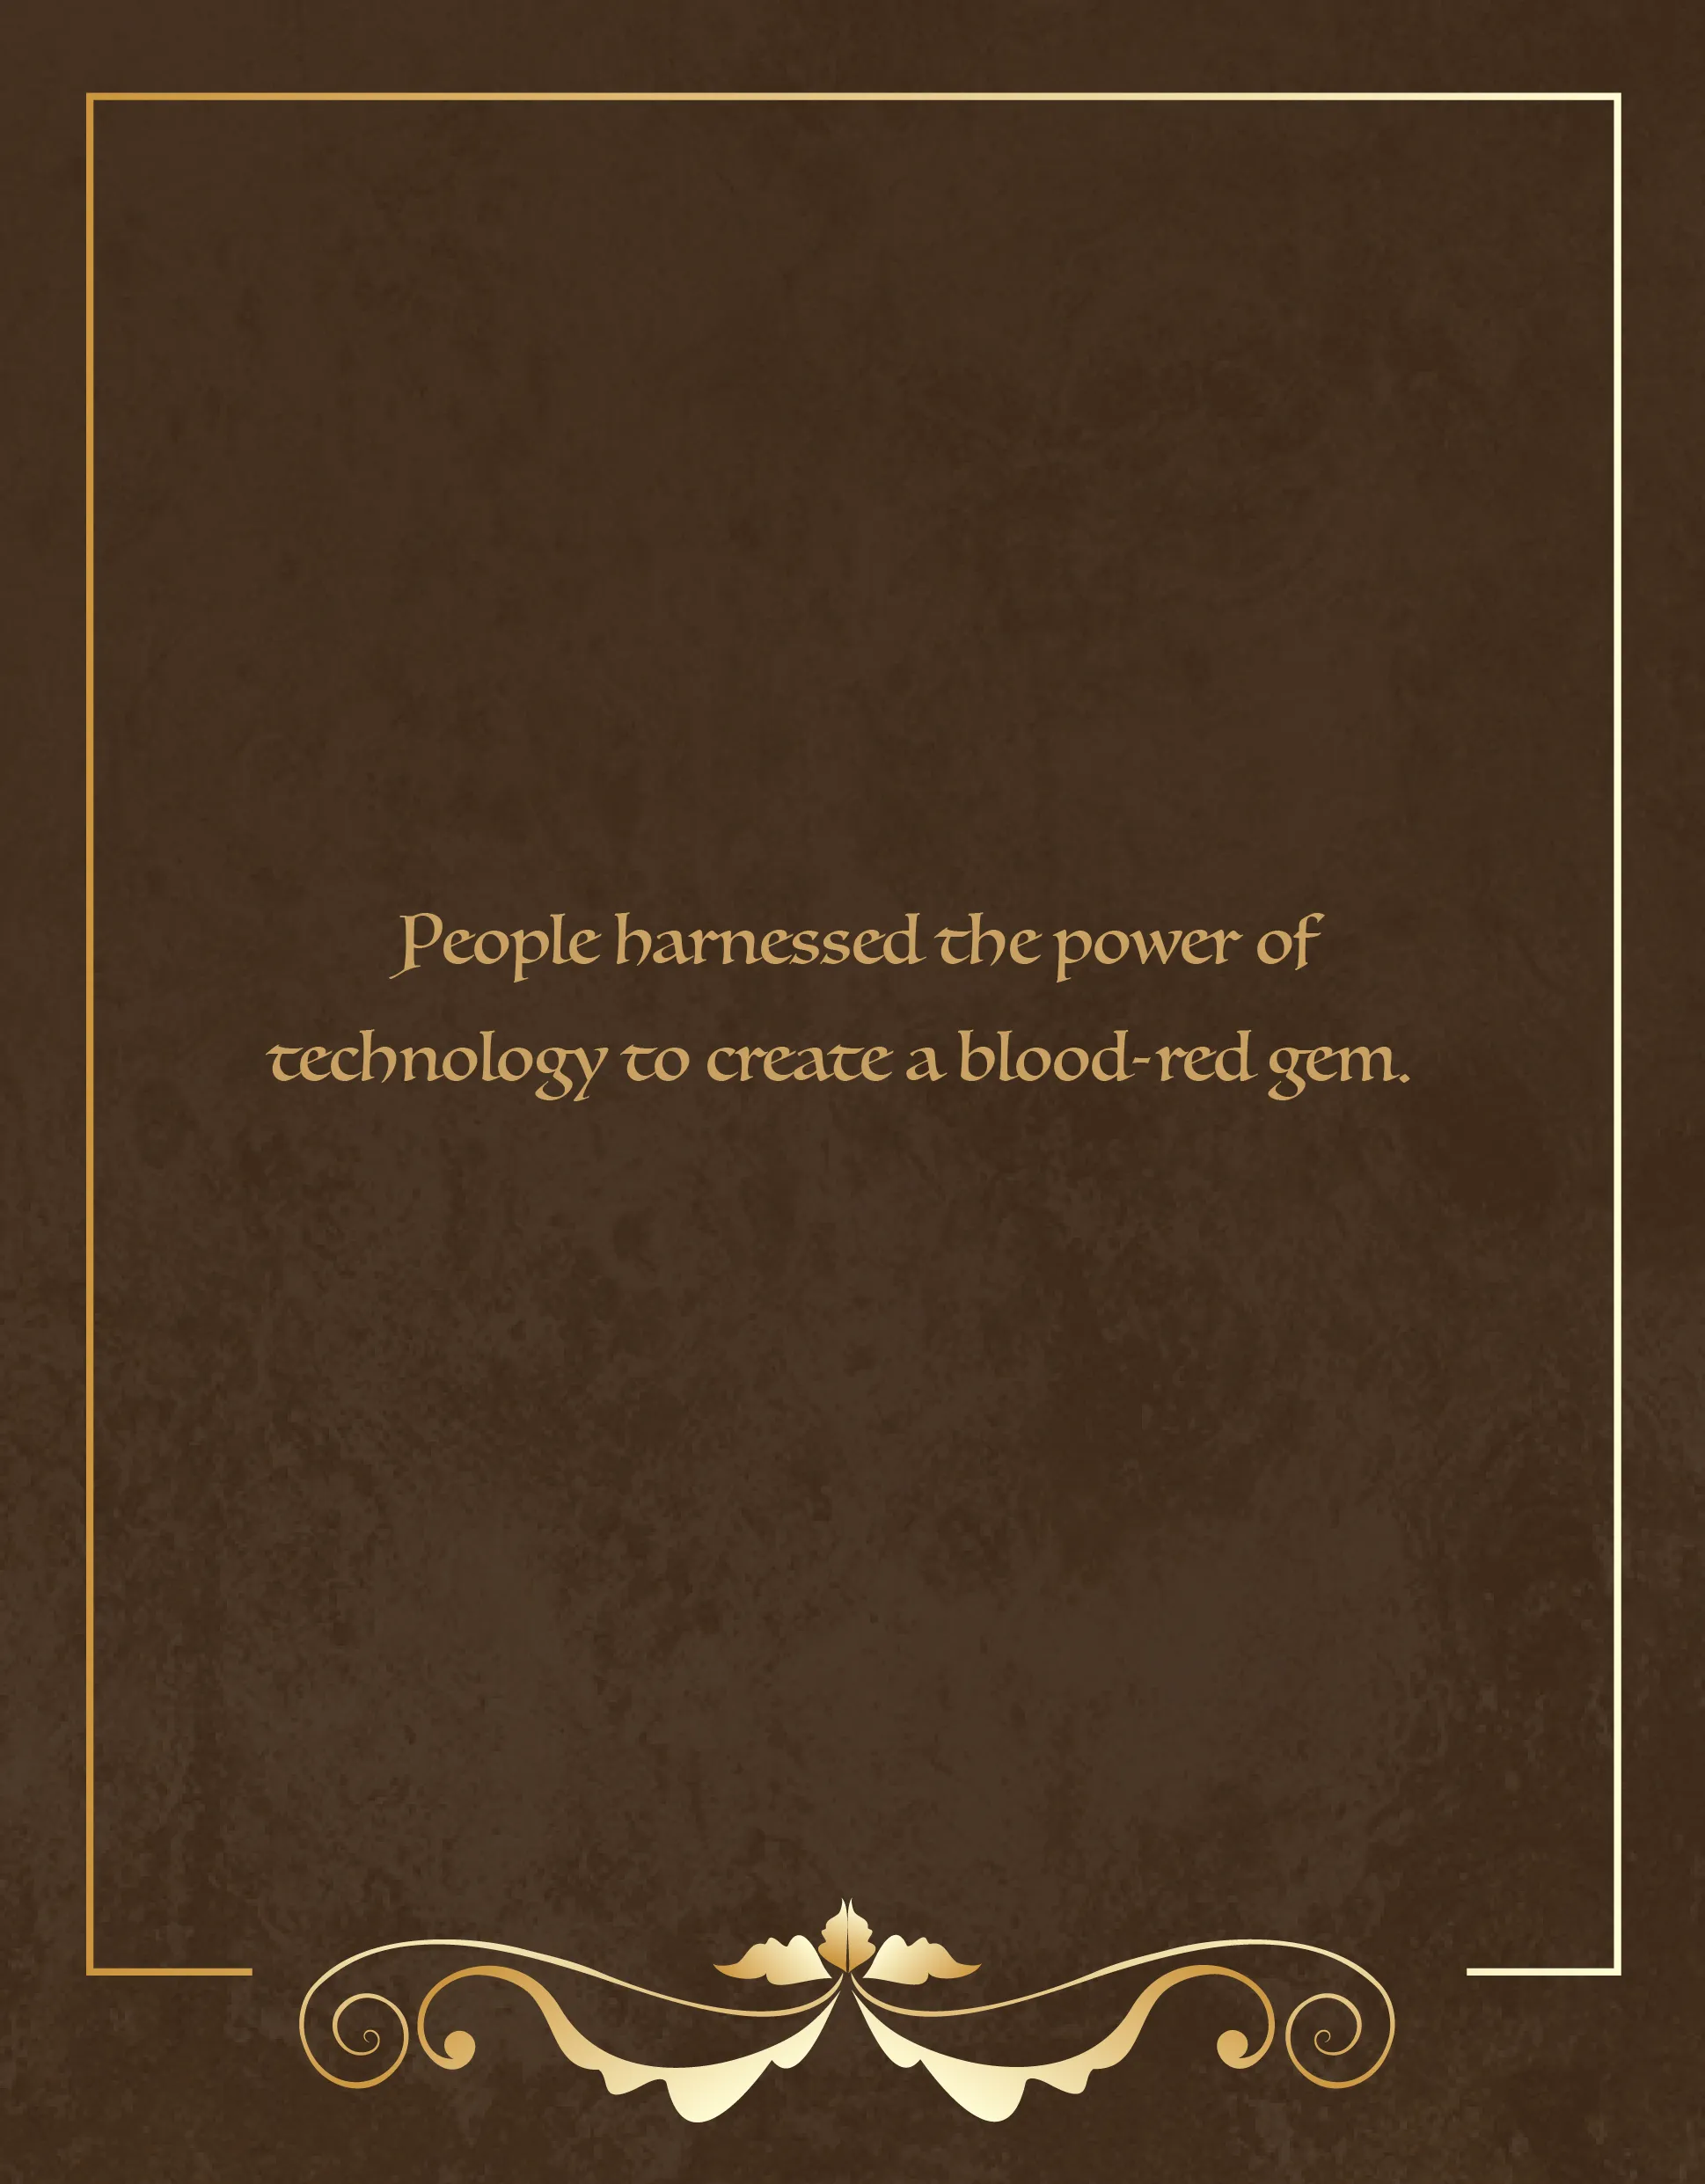 People harnessed the power of
technology to create a blood-red gem.